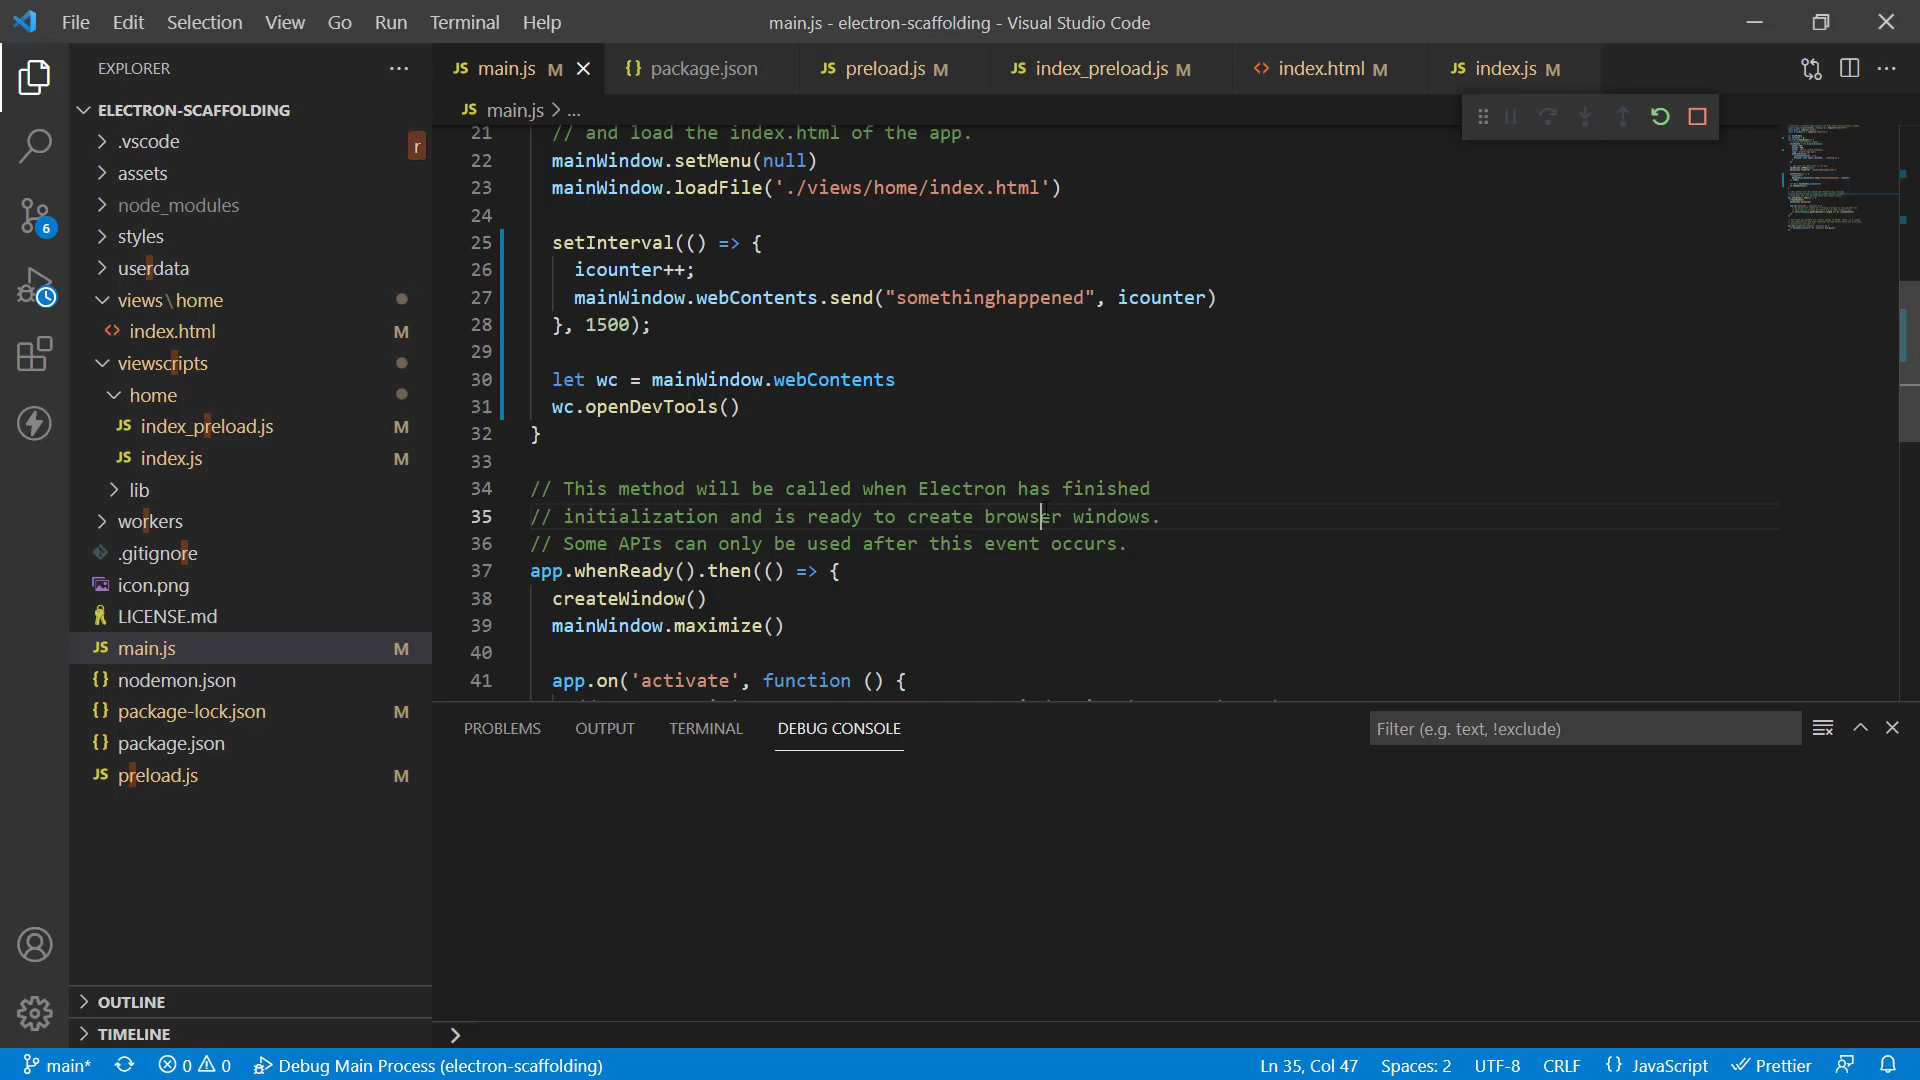 File Edit Selection View Go Run Terminal Help
main.js - electron-scaffolding - Visual Studio Code
EXPLORER
ELECTRON-SCAFFOLDING
.vscode
r
assets
node_modules
styles
userdata
views\home
index.html M
viewscripts
home
JS index_preload.js M
JS index.js M
lib
workers
.gitignore
icon.png
LICENSE.md
JS main.js M
{} nodemon.json
{} package-lock.json M
{} package.json
JS preload.js M
OUTLINE
TIMELINE
6
JS main.js M
{} package.json
JS preload.js M
JS index_preload.js M
<> index.html M
JS index.js M
JS main.js > ...
21 // and load the index.html of the app.
22 mainWindow.setMenu(null)
23 mainWindow.loadFile('./views/home/index.html')
24
25 setInterval(() => {
26 icounter++;
27 mainWindow.webContents.send("somethinghappened", icounter)
28 }, 1500);
29
30 let wc = mainWindow.webContents
31 wc.openDevTools()
32 }
33
34 // This method will be called when Electron has finished
35 // initialization and is ready to create browser windows.
36 // Some APIs can only be used after this event occurs.
37 app.whenReady().then(() => {
38 createWindow()
39 mainWindow.maximize()
40
41 app.on('activate', function () {
PROBLEMS OUTPUT TERMINAL DEBUG CONSOLE
Filter (e.g. text, !exclude)
main* 0 0 Debug Main Process (electron-scaffolding)
Ln 35, Col 47 Spaces: 2 UTF-8 CRLF {} JavaScript Prettier